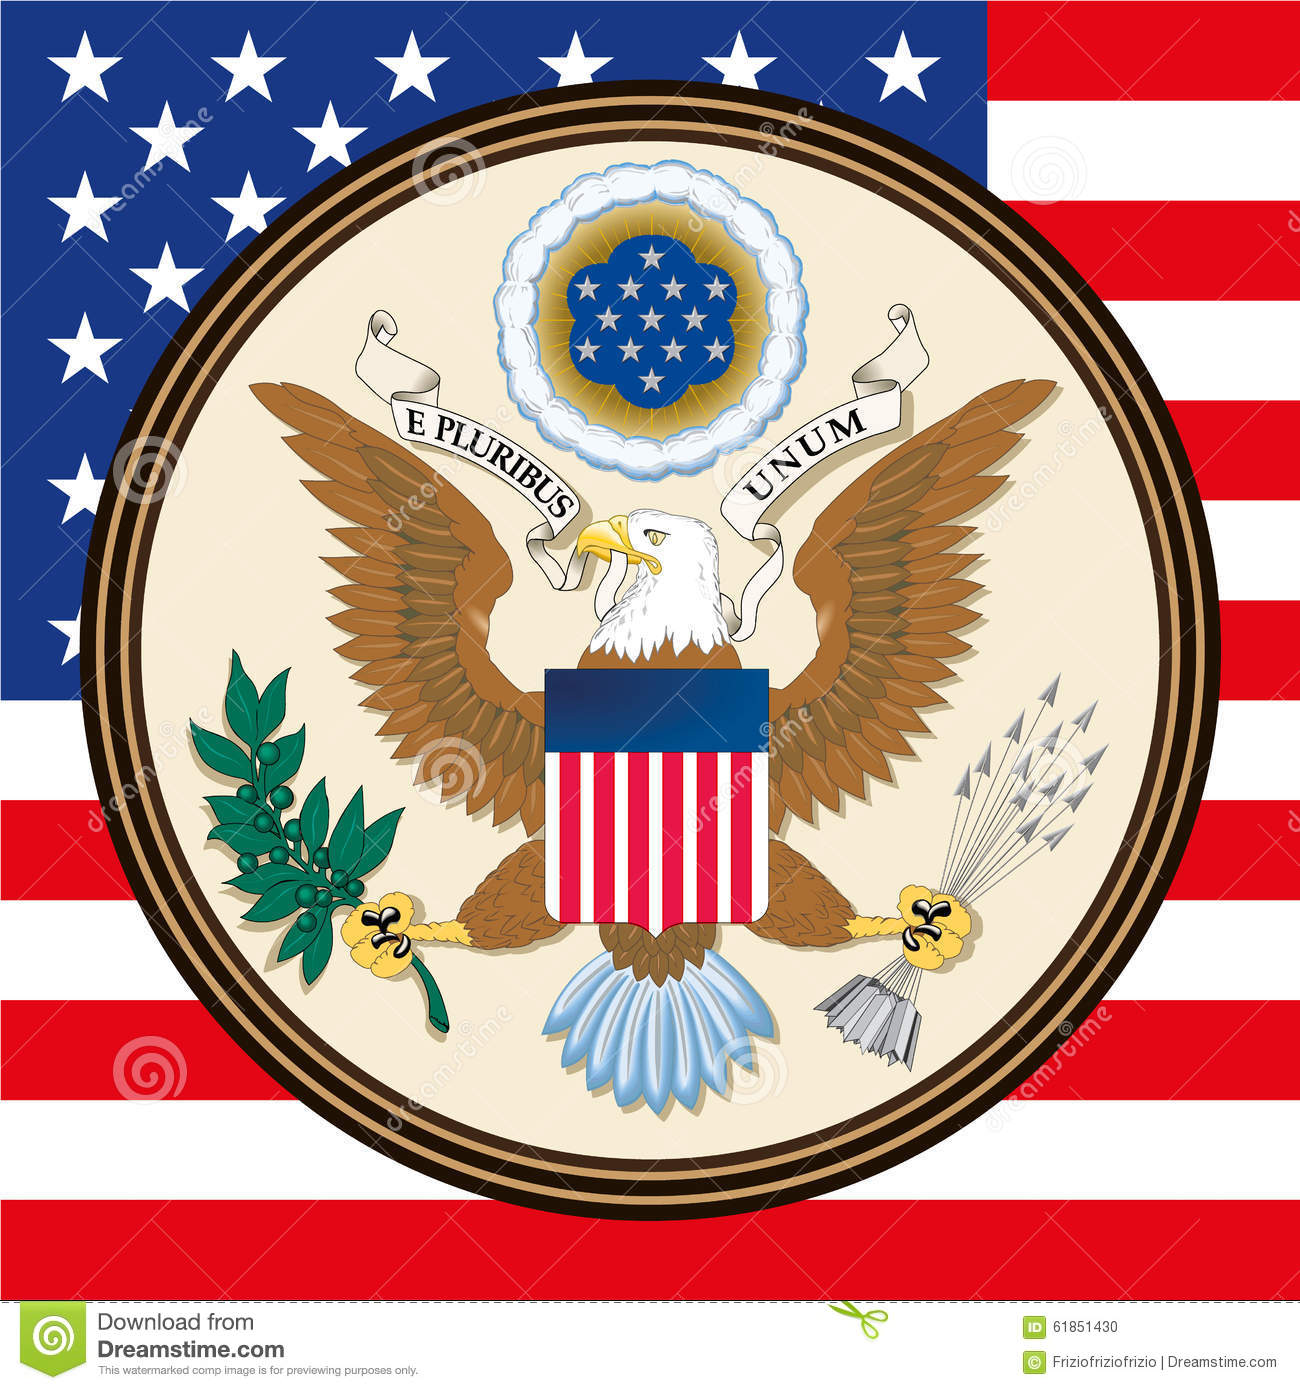 E PLURIBUS UNUM
Download from
Dreamstime.com
This watermarked comp image is for previewing purposes only.
ID 61851430
© Friziofriziofrizio | Dreamstime.com